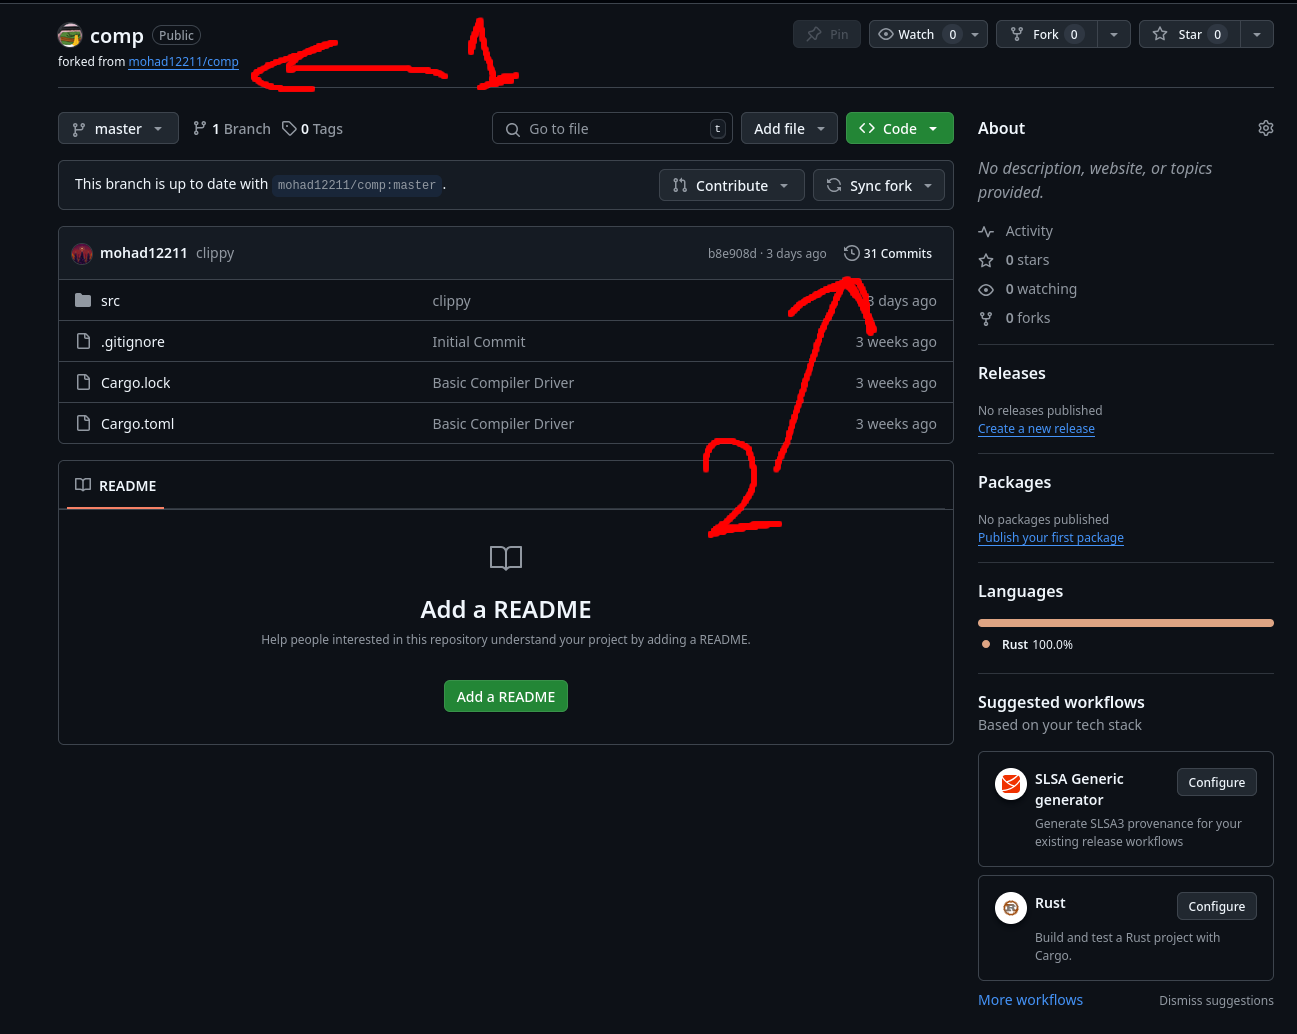 comp Public
Pin
Watch 0
Fork 0
Star 0
forked from mohad12211/comp
1
master
1 Branch
0 Tags
Go to file
t
Add file
Code
This branch is up to date with mohad12211/comp:master .
Contribute
Sync fork
mohad12211 clippy
b8e908d · 3 days ago
31 Commits
src clippy 3 days ago
.gitignore Initial Commit 3 weeks ago
Cargo.lock Basic Compiler Driver 3 weeks ago
Cargo.toml Basic Compiler Driver 3 weeks ago
2
README
Add a README
Help people interested in this repository understand your project by adding a README.
Add a README
About
No description, website, or topics
provided.
Activity
0 stars
0 watching
0 forks
Releases
No releases published
Create a new release
Packages
No packages published
Publish your first package
Languages
Rust 100.0%
Suggested workflows
Based on your tech stack
SLSA Generic
generator
Configure
Generate SLSA3 provenance for your
existing release workflows
Rust
Configure
Build and test a Rust project with
Cargo.
More workflows
Dismiss suggestions